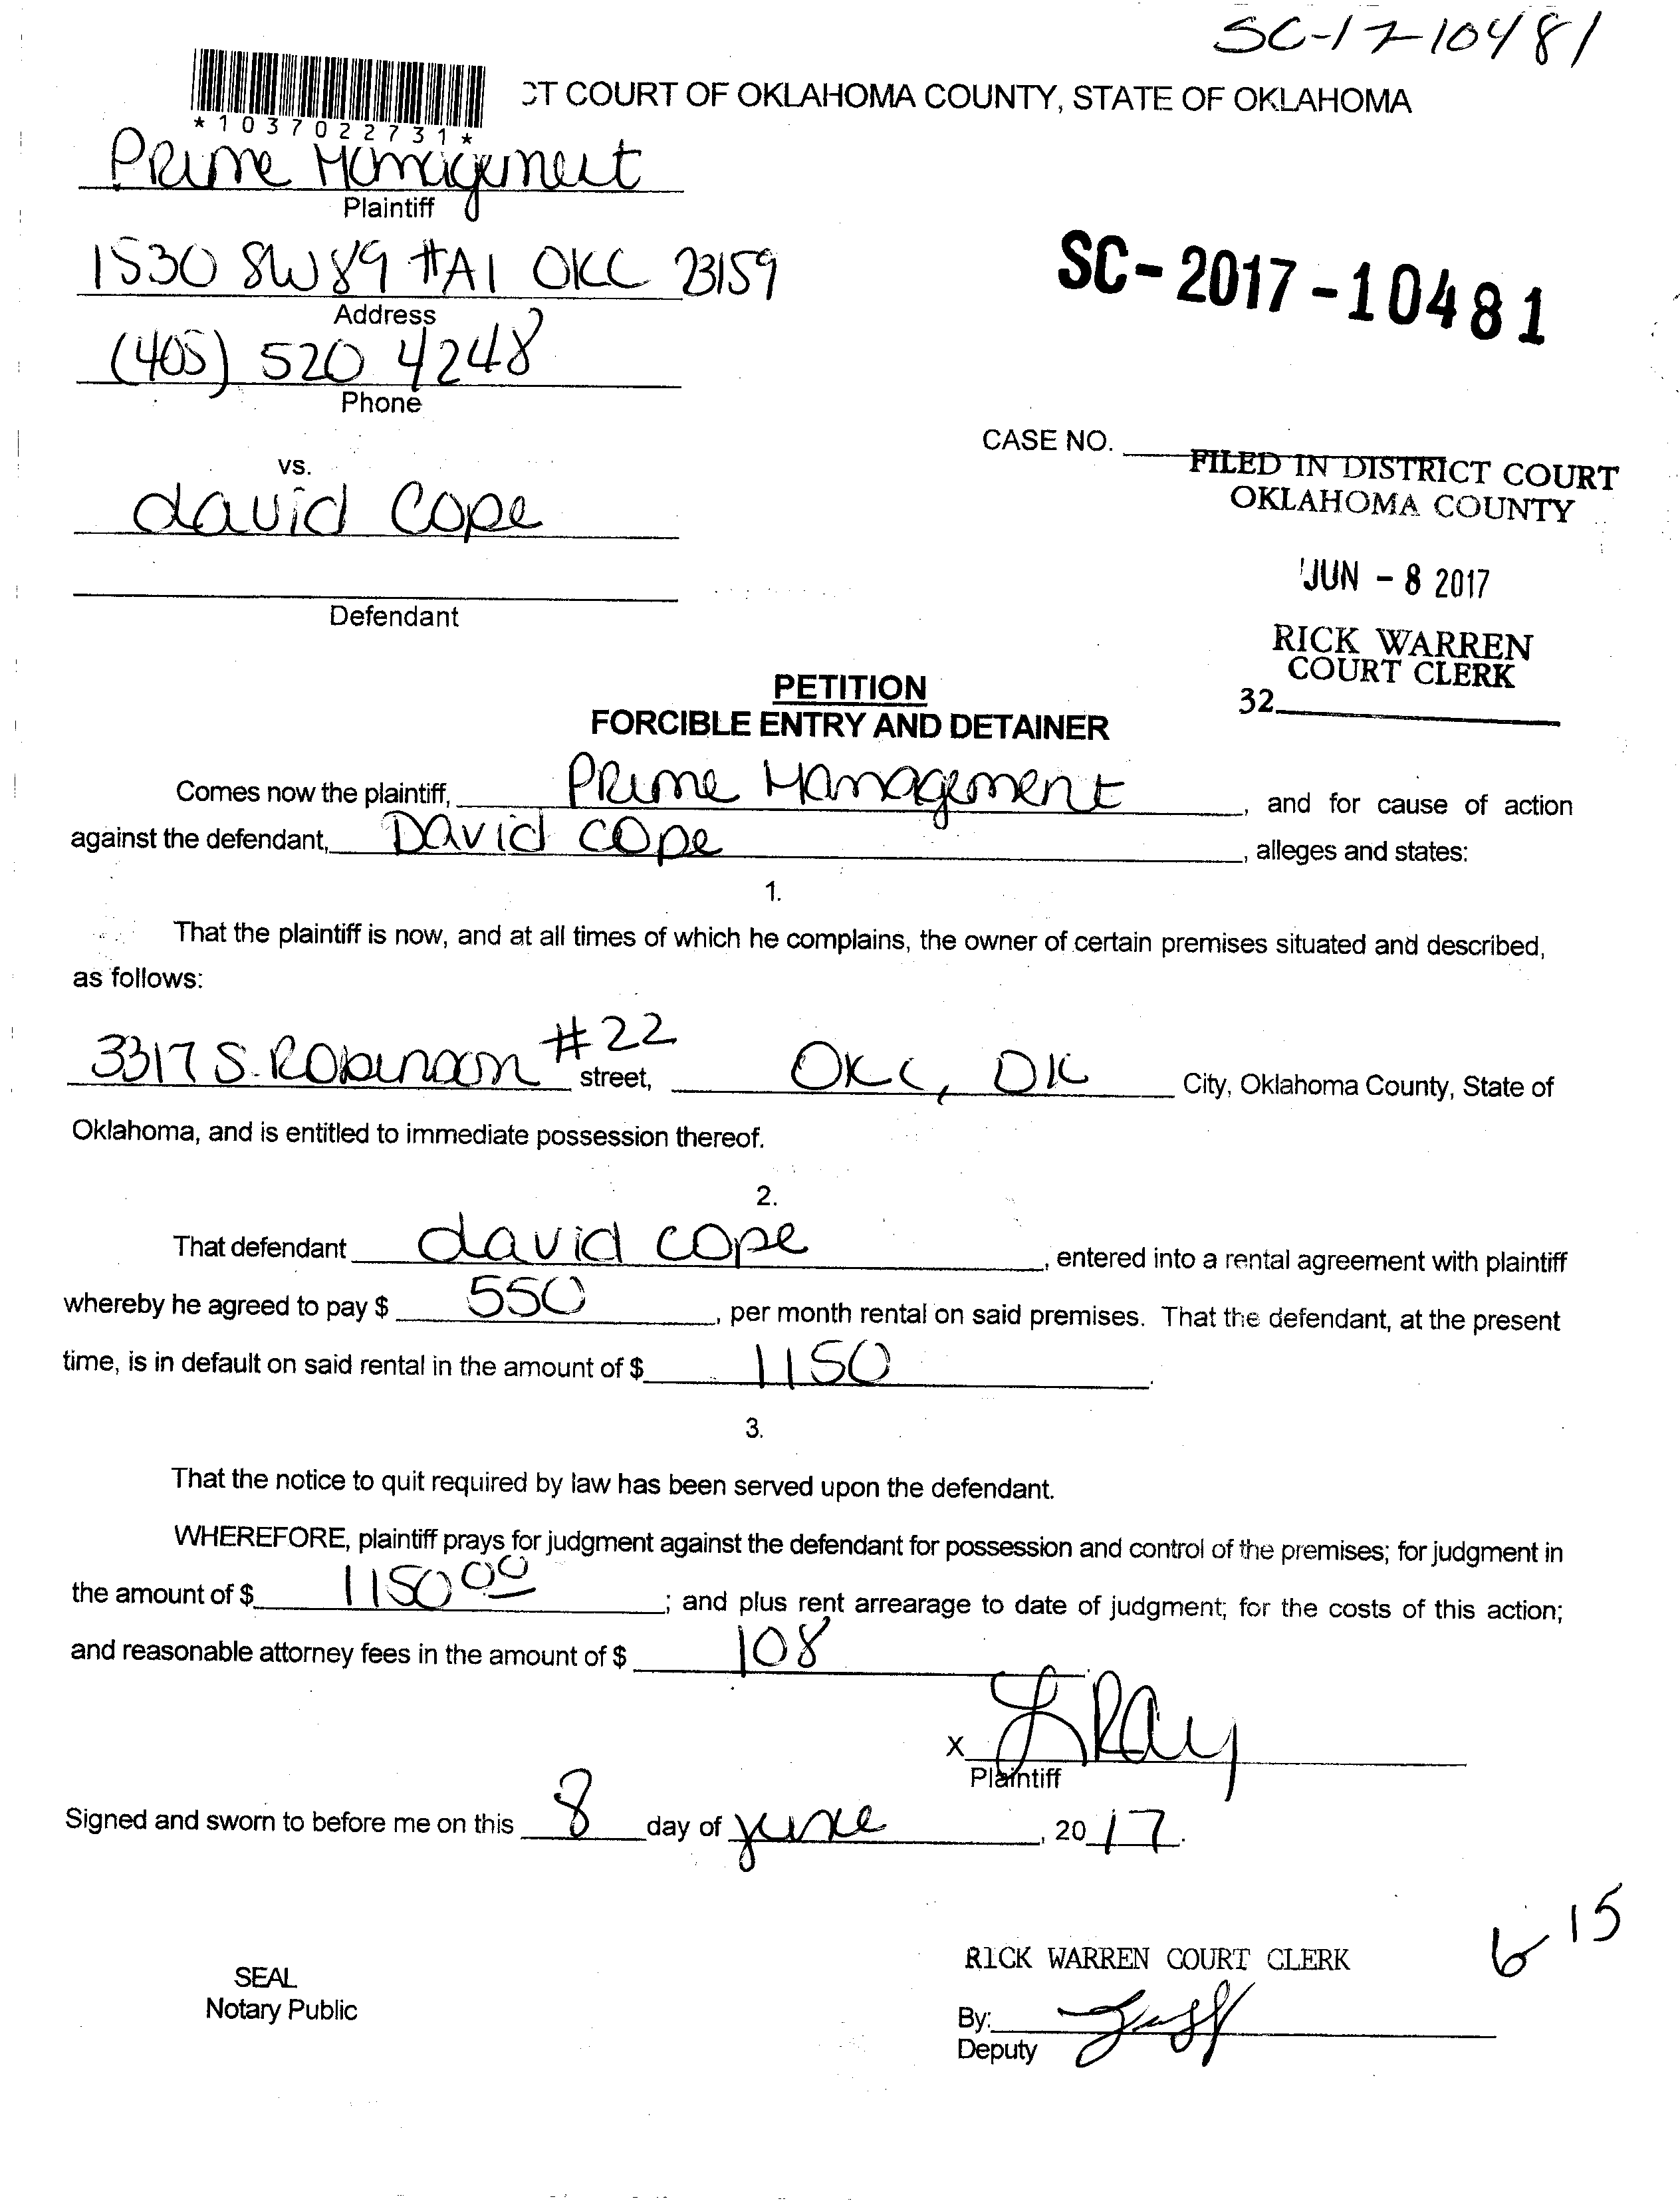 SC-17-10481
CT COURT OF OKLAHOMA COUNTY, STATE OF OKLAHOMA
*1037022731*
Prime Management
Plaintiff
1530 SW 89 #A1 OKC 73159
Address
SC-2017-10481
(405) 520 4248
Phone
CASE NO.
FILED IN DISTRICT COURT
OKLAHOMA COUNTY
vs.
david cope
JUN - 8 2017
Defendant
RICK WARREN
COURT CLERK
32
PETITION
FORCIBLE ENTRY AND DETAINER
Comes now the plaintiff, Prime Management, and for cause of action
against the defendant, David Cope, alleges and states:
1.
That the plaintiff is now, and at all times of which he complains, the owner of certain premises situated and described,
as follows:
3317 S. Robinson #22 street, OKC, OK City, Oklahoma County, State of
Oklahoma, and is entitled to immediate possession thereof.
2.
That defendant david cope, entered into a rental agreement with plaintiff
whereby he agreed to pay $ 550, per month rental on said premises. That the defendant, at the present
time, is in default on said rental in the amount of $ 1150.
3.
That the notice to quit required by law has been served upon the defendant.
WHEREFORE, plaintiff prays for judgment against the defendant for possession and control of the premises; for judgment in
the amount of $ 1150 00; and plus rent arrearage to date of judgment; for the costs of this action;
and reasonable attorney fees in the amount of $ 108
X LRay
Plaintiff
Signed and sworn to before me on this 8 day of june, 20 17.
6 15
RICK WARREN COURT CLERK
SEAL
Notary Public
By:
Deputy